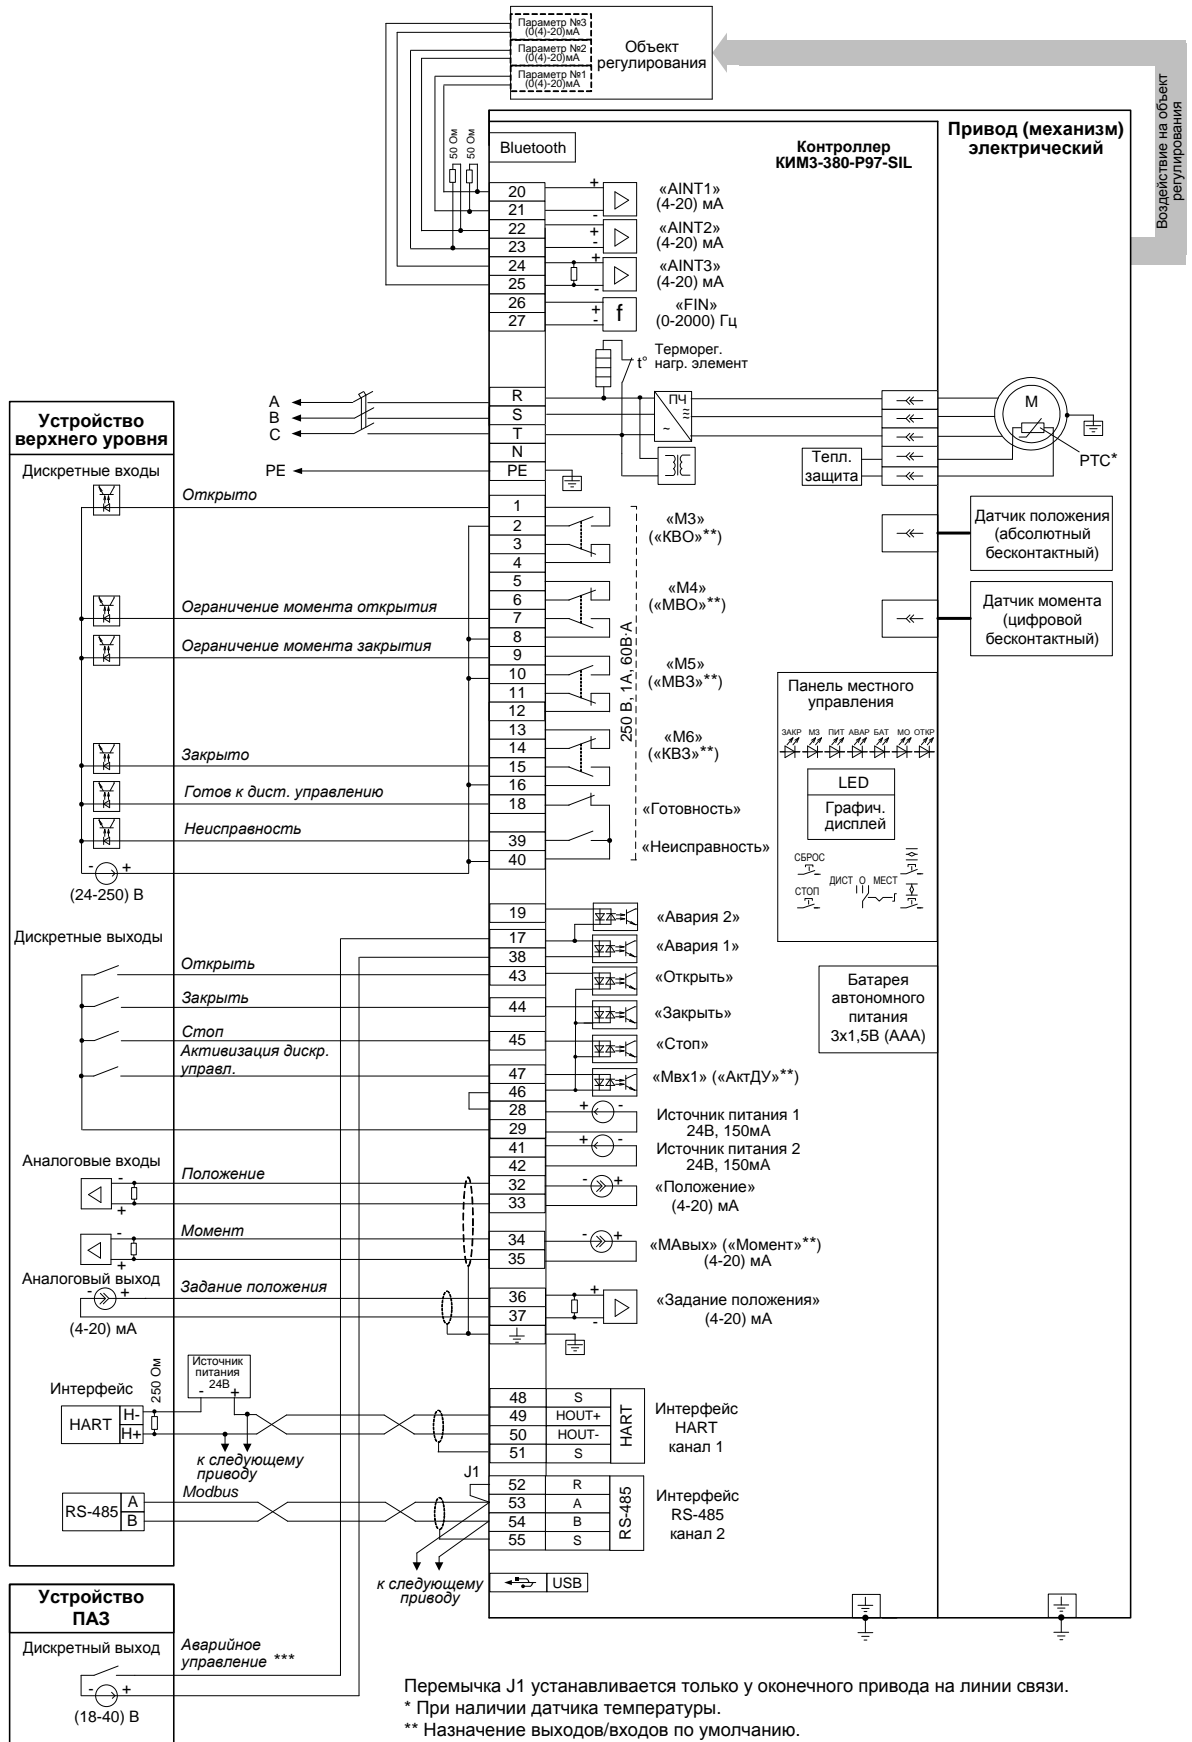 Параметр №3
(0(4)-20)мА
Параметр №2
(0(4)-20)мА
Параметр №1
(0(4)-20)мА
Объект
регулирования
Воздействие на объект
регулирования
50 Ом
50 Ом
Bluetooth
Контроллер
КИМ3-380-Р97-SIL
Привод (механизм)
электрический
20
21
22
23
24
25
26
27
+
-
«AINT1»
(4-20) мА
+
-
«AINT2»
(4-20) мА
+
-
«AINT3»
(4-20) мА
+
-
f
«FIN»
(0-2000) Гц
t°
Терморег.
нагр. элемент
A
B
C
PE
R
S
T
N
PE
ПЧ
~
Тепл.
защита
M
PTC*
Устройство
верхнего уровня
Дискретные входы
Открыто
Ограничение момента открытия
Ограничение момента закрытия
Закрыто
Готов к дист. управлению
Неисправность
- +
(24-250) В
1
2
3
4
5
6
7
8
9
10
11
12
13
14
15
16
18
39
40
«М3»
(«КВО»**)
«М4»
(«МВО»**)
«М5»
(«МВЗ»**)
«М6»
(«КВЗ»**)
«Готовность»
«Неисправность»
250 В, 1А, 60В·А
Датчик положения
(абсолютный
бесконтактный)
Датчик момента
(цифровой
бесконтактный)
Панель местного
управления
ЗАКР МЗ ПИТ АВАР БАТ МО ОТКР
LED
Графич.
дисплей
СБРОС
СТОП
ДИСТ О МЕСТ
Батарея
автономного
питания
3х1,5В (ААА)
Дискретные выходы
Открыть
Закрыть
Стоп
Активизация дискр.
управл.
19
17
38
43
44
45
47
46
28
29
41
42
32
33
34
35
36
37
«Авария 2»
«Авария 1»
«Открыть»
«Закрыть»
«Стоп»
«Мвх1» («АктДУ»**)
+ -
Источник питания 1
24В, 150мА
+ -
Источник питания 2
24В, 150мА
- +
«Положение»
(4-20) мА
- +
«МАвых» («Момент»**)
(4-20) мА
+
-
«Задание положения»
(4-20) мА
Аналоговые входы
Положение
-
+
Момент
-
+
Аналоговый выход
Задание положения
- +
(4-20) мА
Интерфейс
HART
H-
H+
250 Ом
Источник
питания
24В
- +
к следующему
приводу
48 S
49 HOUT+
50 HOUT-
51 S
HART
Интерфейс
HART
канал 1
J1
Modbus
RS-485
A
B
52 R
53 A
54 B
55 S
RS-485
Интерфейс
RS-485
канал 2
к следующему
приводу
USB
Устройство
ПАЗ
Дискретный выход
Аварийное
управление ***
- +
(18-40) В
Перемычка J1 устанавливается только у оконечного привода на линии связи.
* При наличии датчика температуры.
** Назначение выходов/входов по умолчанию.